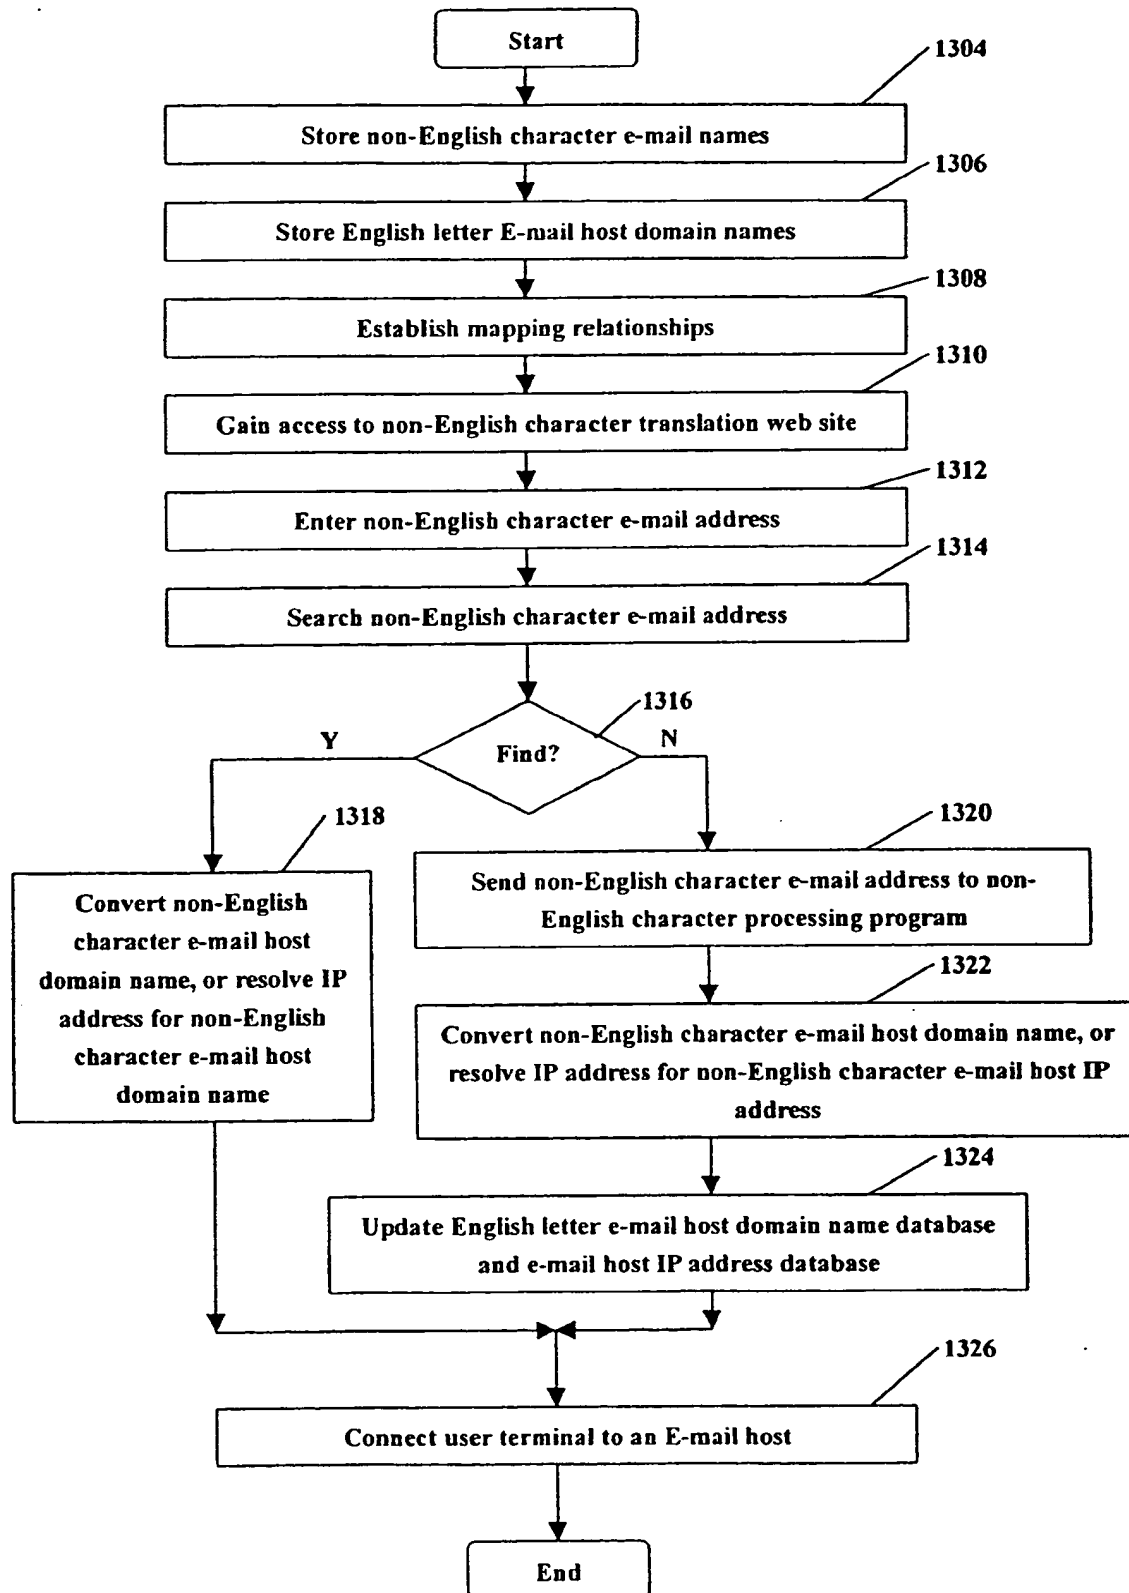 Start
1304
Store non-English character e-mail names
1306
Store English letter E-mail host domain names
1308
Establish mapping relationships
1310
Gain access to non-English character translation web site
1312
Enter non-English character e-mail address
1314
Search non-English character e-mail address
1316
Find?
Y
N
1318
Convert non-English
character e-mail host
domain name, or resolve IP
address for non-English
character e-mail host
domain name
1320
Send non-English character e-mail address to non-
English character processing program
1322
Convert non-English character e-mail host domain name, or
resolve IP address for non-English character e-mail host IP
address
1324
Update English letter e-mail host domain name database
and e-mail host IP address database
1326
Connect user terminal to an E-mail host
End